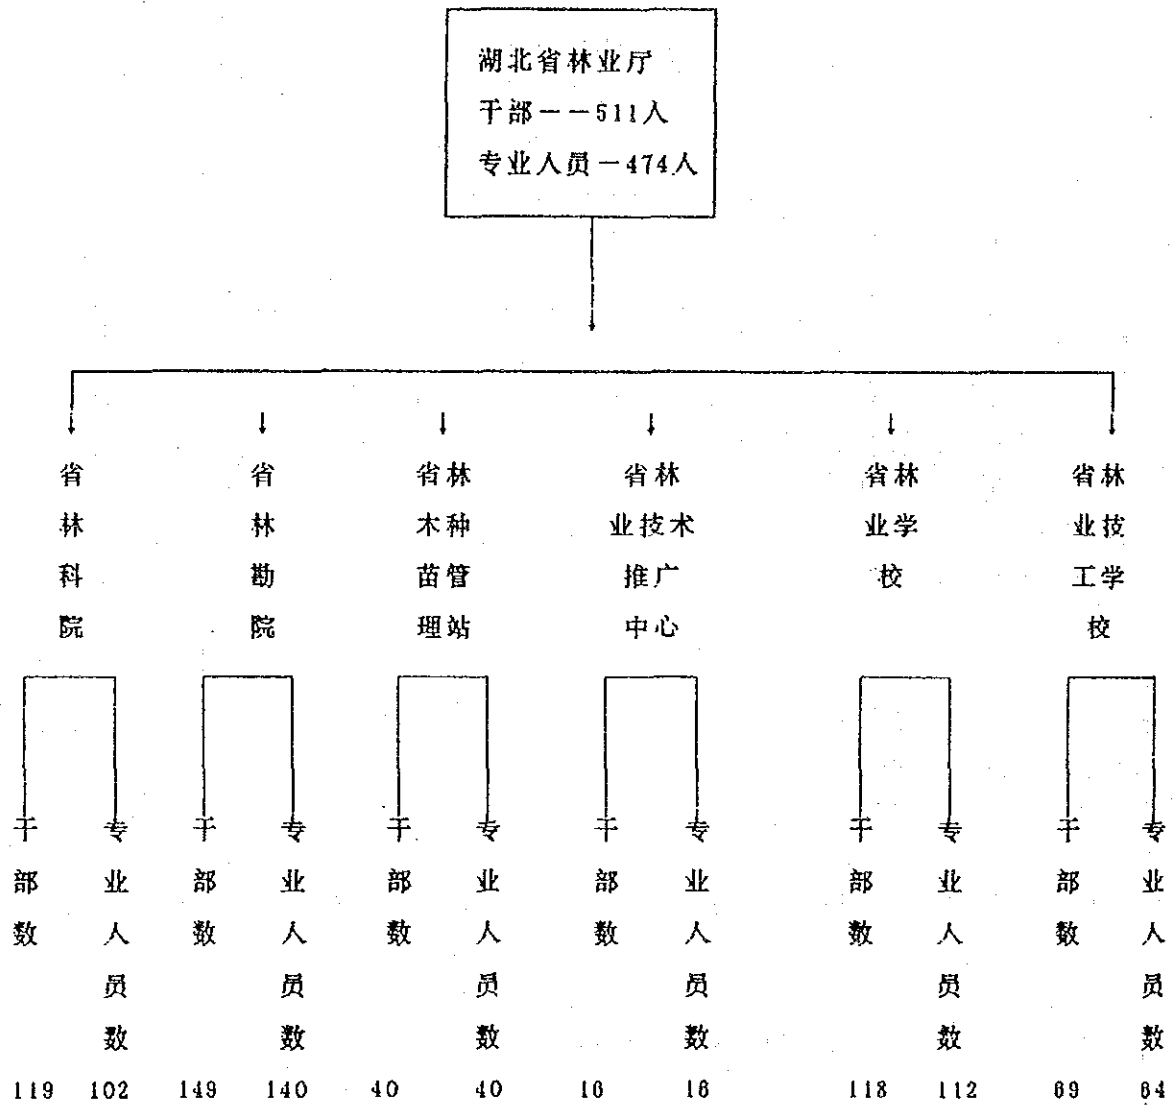 湖北省林业厅
干部--511人
专业人员-474人
省林科院
省林勘院
省林木种苗管理站
省林业技术推广中心
省林业学校
省林业技工学校
干部数
专业人员数
干部数
专业人员数
干部数
专业人员数
干部数
专业人员数
干部数
专业人员数
干部数
专业人员数
119 102 149 140 40 40 16 16 118 112 69 64